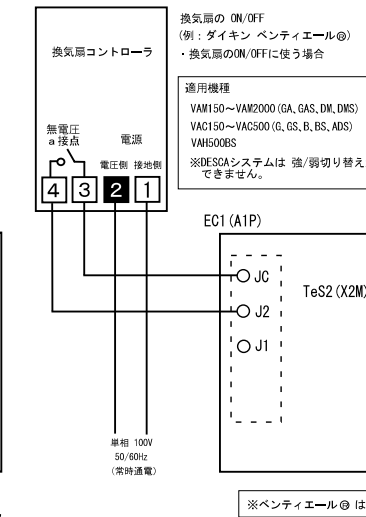 換気扇の ON/OFF
(例：ダイキン ベンティエール®)
・換気扇のON/OFFに使う場合
換気扇コントローラ
適用機種
VAM150～VAM2000(GA, GAS, DM, DMS)
VAC150～VAC500(G, GS, B, BS, ADS)
VAH500BS
※DESCAシステムは 強/弱切り替え
できません。
無電圧
a接点
電源
電圧側 接地側
4 3 2 1
EC1(A1P)
JC
TeS2(X2M)
J2
J1
単相 100V
50/60Hz
(常時通電)
※ベンティエール® は